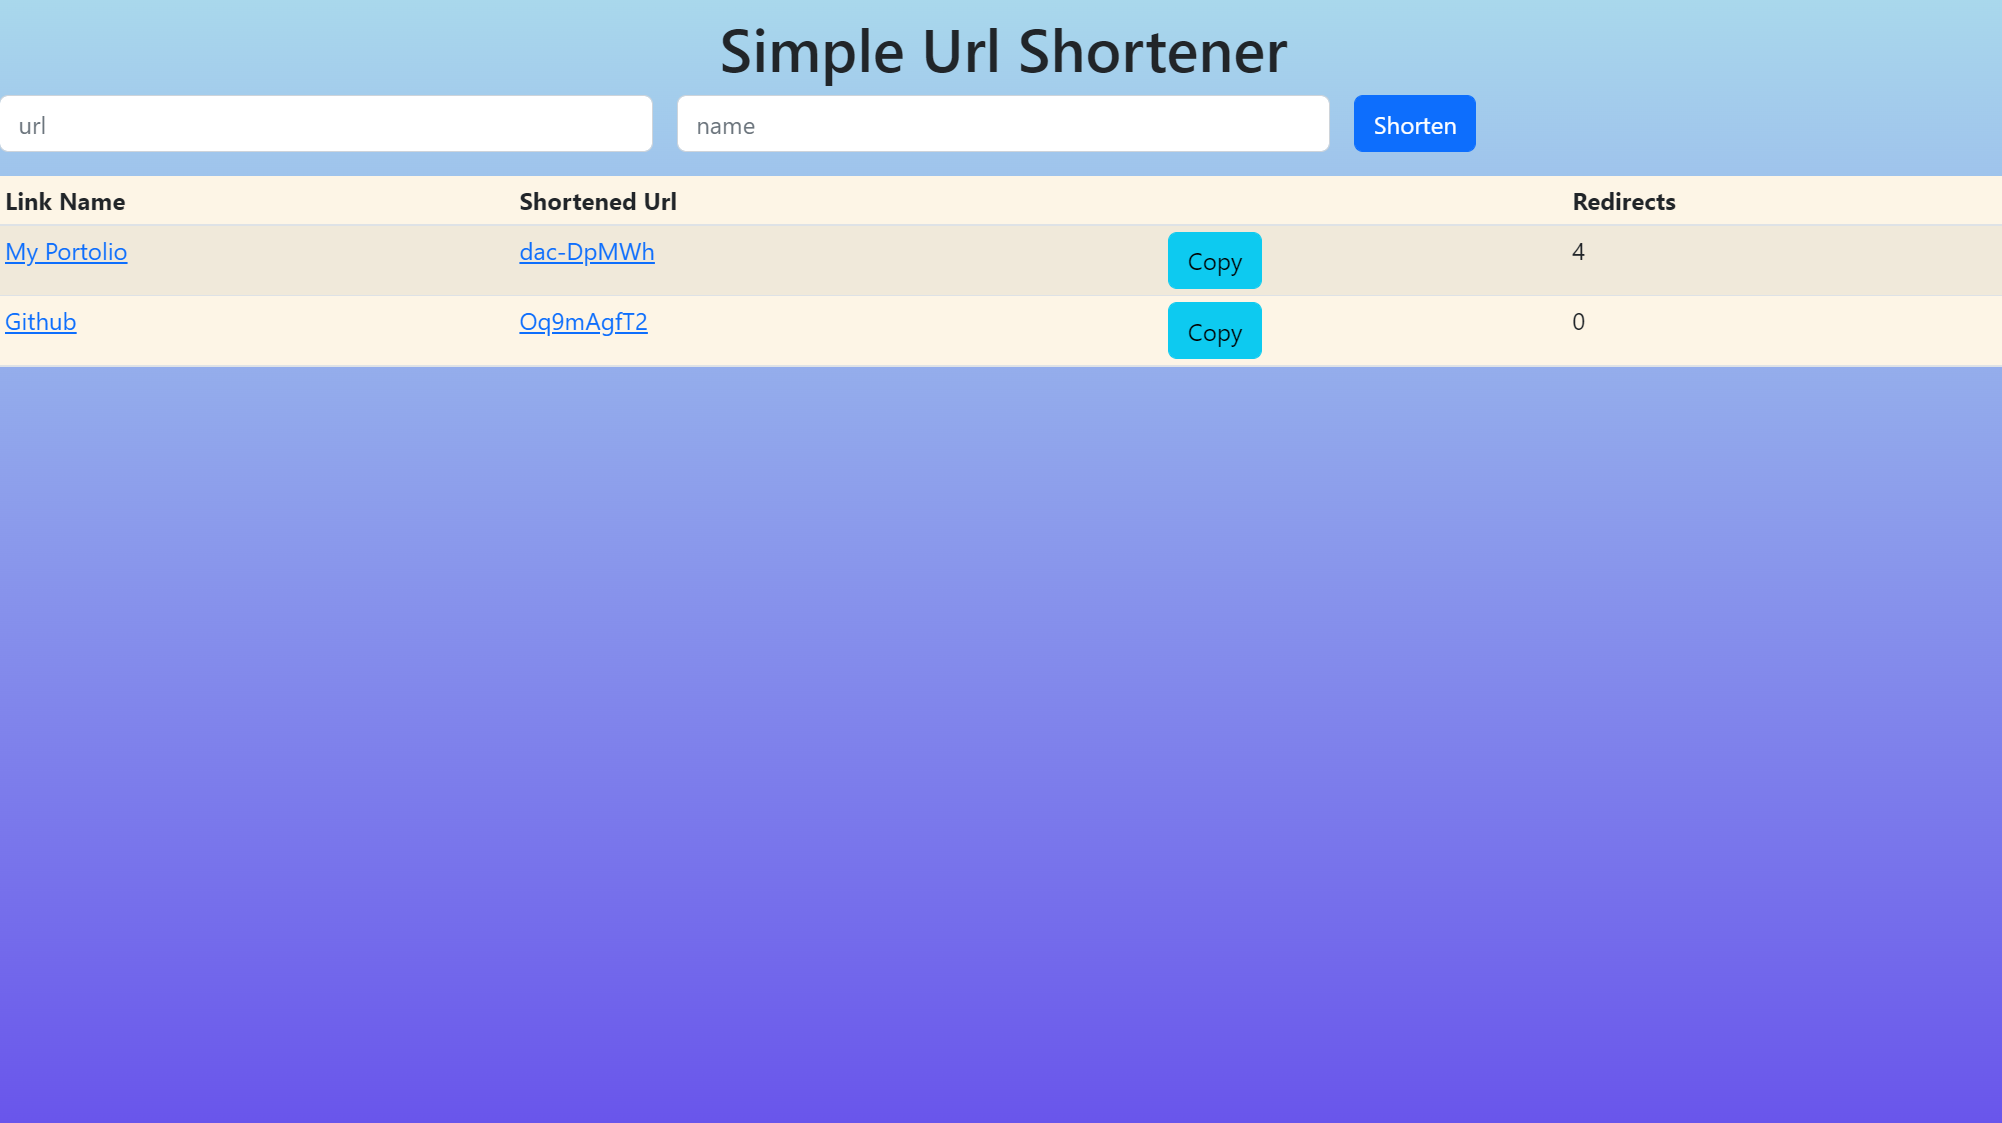 Simple Url Shortener
url name Shorten
Link Name Shortened Url Redirects
My Portolio dac-DpMWh Copy 4
Github Oq9mAgfT2 Copy 0